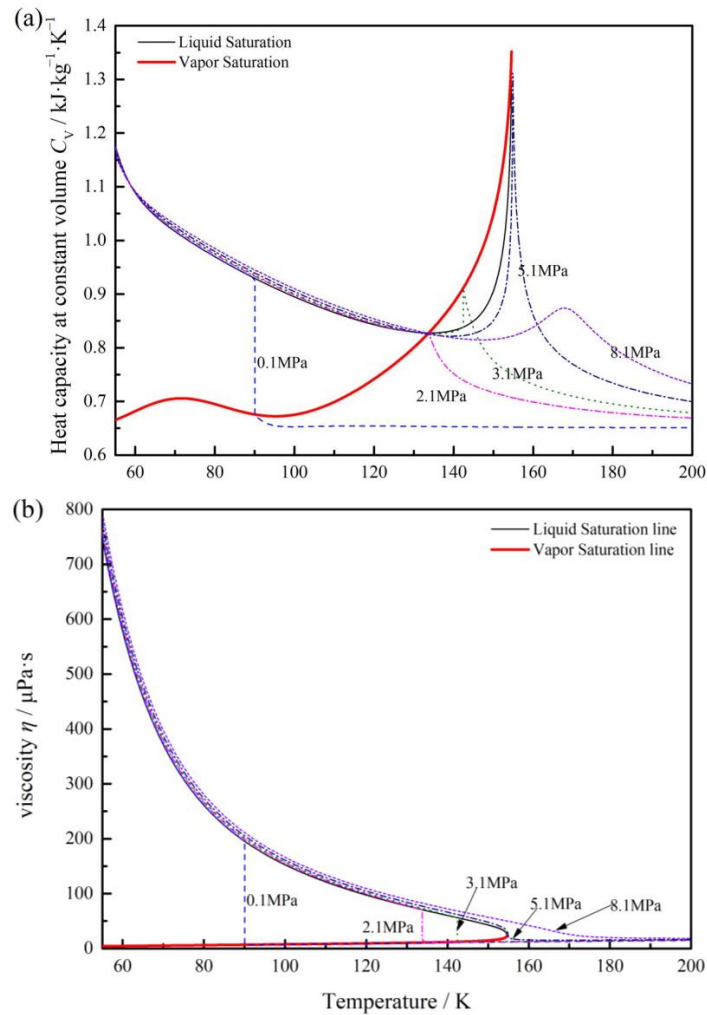 (a)
Heat capacity at constant volume C_V / kJ·kg⁻¹·K⁻¹
1.4
1.3
1.2
1.1
1.0
0.9
0.8
0.7
0.6
Liquid Saturation
Vapor Saturation
5.1MPa
0.1MPa
3.1MPa
8.1MPa
2.1MPa
60 80 100 120 140 160 180 200
(b)
viscosity η / μPa·s
800
700
600
500
400
300
200
100
0
Liquid Saturation line
Vapor Saturation line
3.1MPa
5.1MPa
8.1MPa
0.1MPa
2.1MPa
60 80 100 120 140 160 180 200
Temperature / K